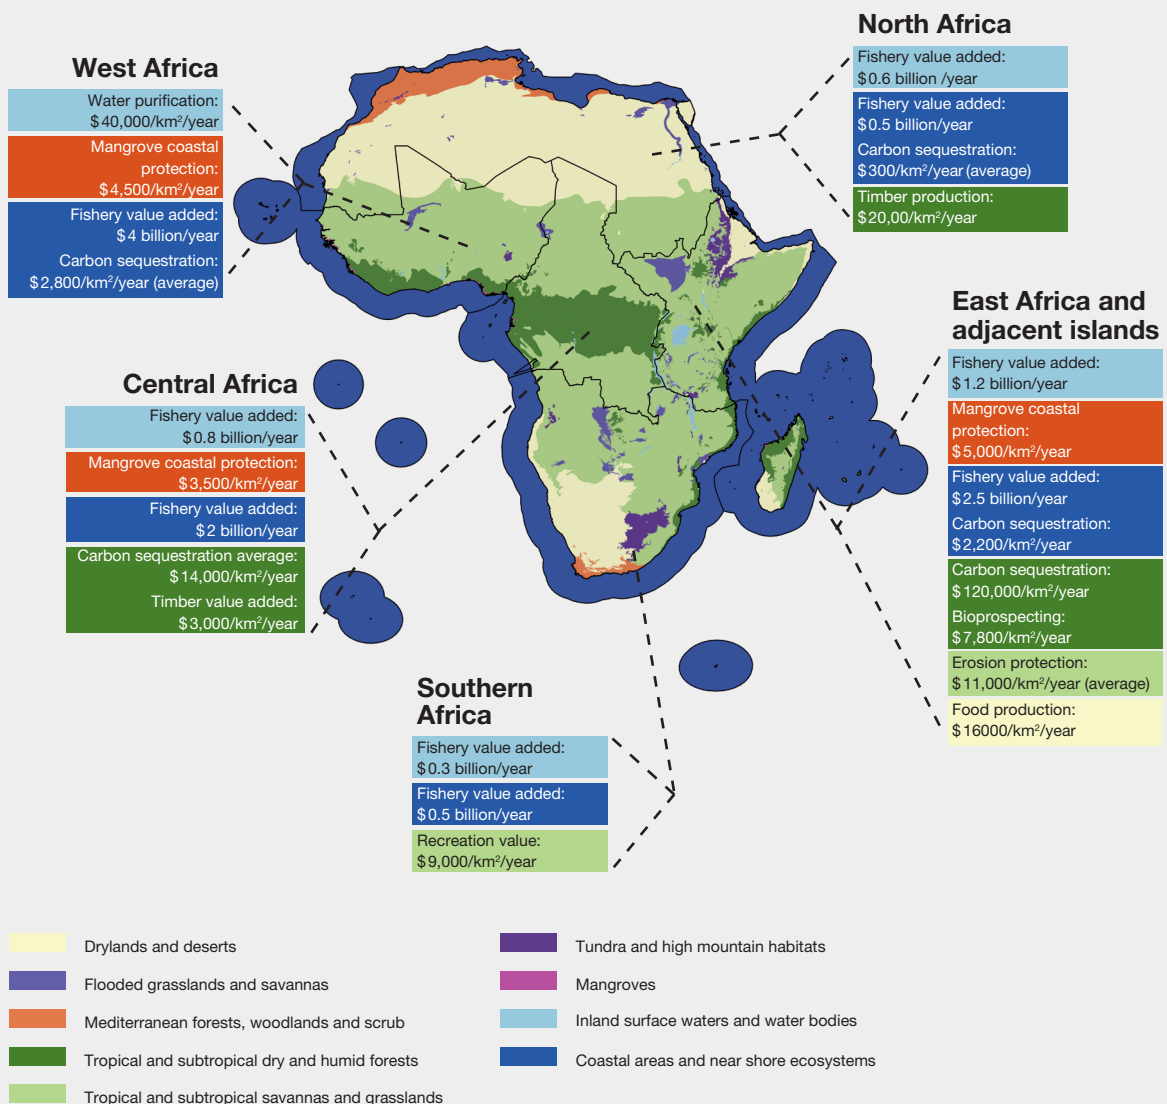 West Africa
Water purification:
$40,000/km²/year
Mangrove coastal
protection:
$4,500/km²/year
Fishery value added:
$4 billion/year
Carbon sequestration:
$2,800/km²/year (average)
North Africa
Fishery value added:
$0.6 billion /year
Fishery value added:
$0.5 billion/year
Carbon sequestration:
$300/km²/year (average)
Timber production:
$20,00/km²/year
Central Africa
Fishery value added:
$0.8 billion/year
Mangrove coastal protection:
$3,500/km²/year
Fishery value added:
$2 billion/year
Carbon sequestration average:
$14,000/km²/year
Timber value added:
$3,000/km²/year
East Africa and
adjacent islands
Fishery value added:
$1.2 billion/year
Mangrove coastal
protection:
$5,000/km²/year
Fishery value added:
$2.5 billion/year
Carbon sequestration:
$2,200/km²/year
Carbon sequestration:
$120,000/km²/year
Bioprospecting:
$7,800/km²/year
Erosion protection:
$11,000/km²/year (average)
Food production:
$16000/km²/year
Southern
Africa
Fishery value added:
$0.3 billion/year
Fishery value added:
$0.5 billion/year
Recreation value:
$9,000/km²/year
Drylands and deserts
Flooded grasslands and savannas
Mediterranean forests, woodlands and scrub
Tropical and subtropical dry and humid forests
Tropical and subtropical savannas and grasslands
Tundra and high mountain habitats
Mangroves
Inland surface waters and water bodies
Coastal areas and near shore ecosystems